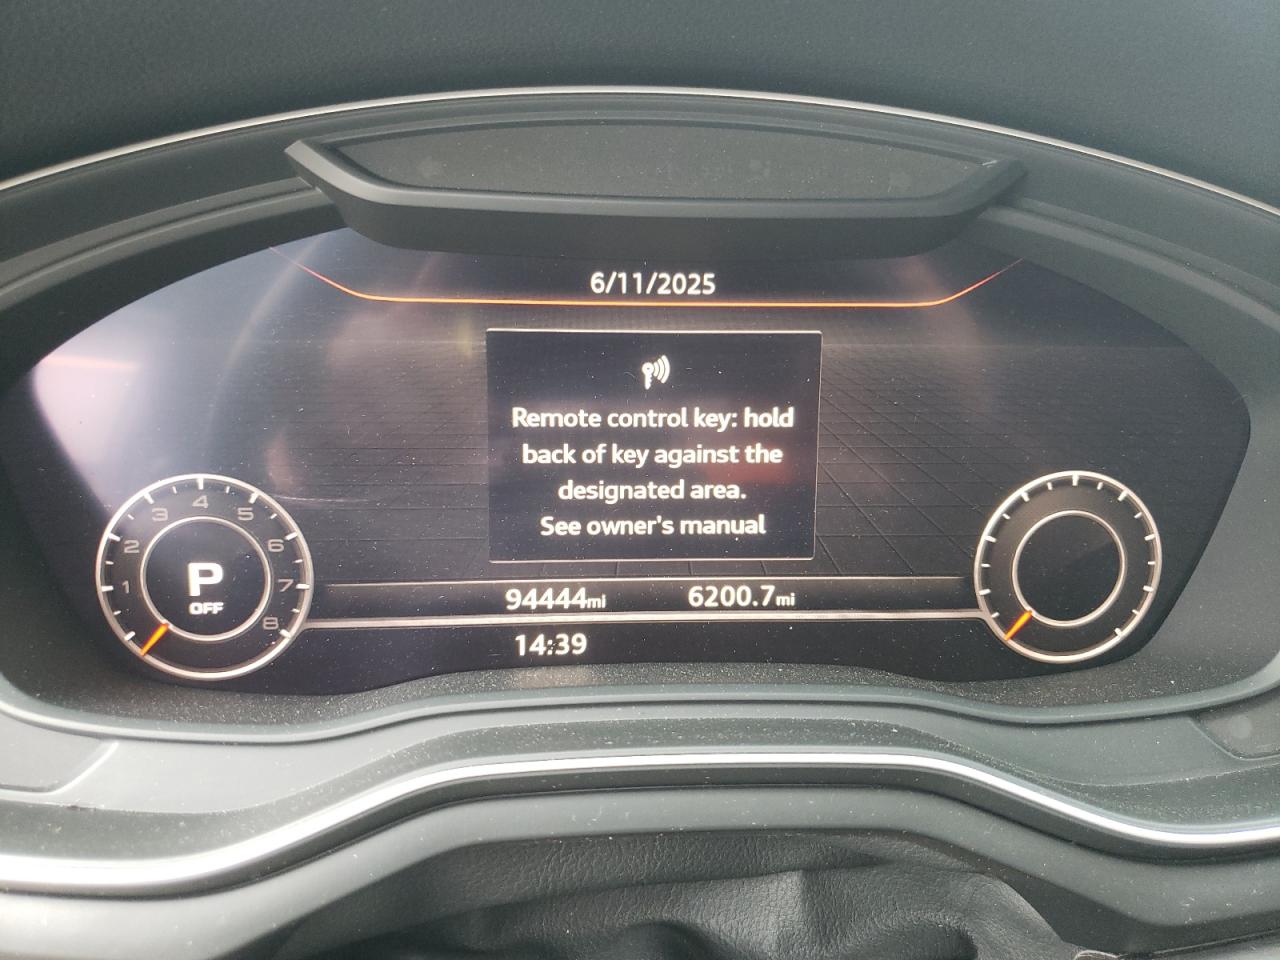 6/11/2025
Remote control key: hold
back of key against the
designated area.
See owner's manual
1 2 3 4 5 6 7 8
P
OFF
94444mi 6200.7mi
14:39